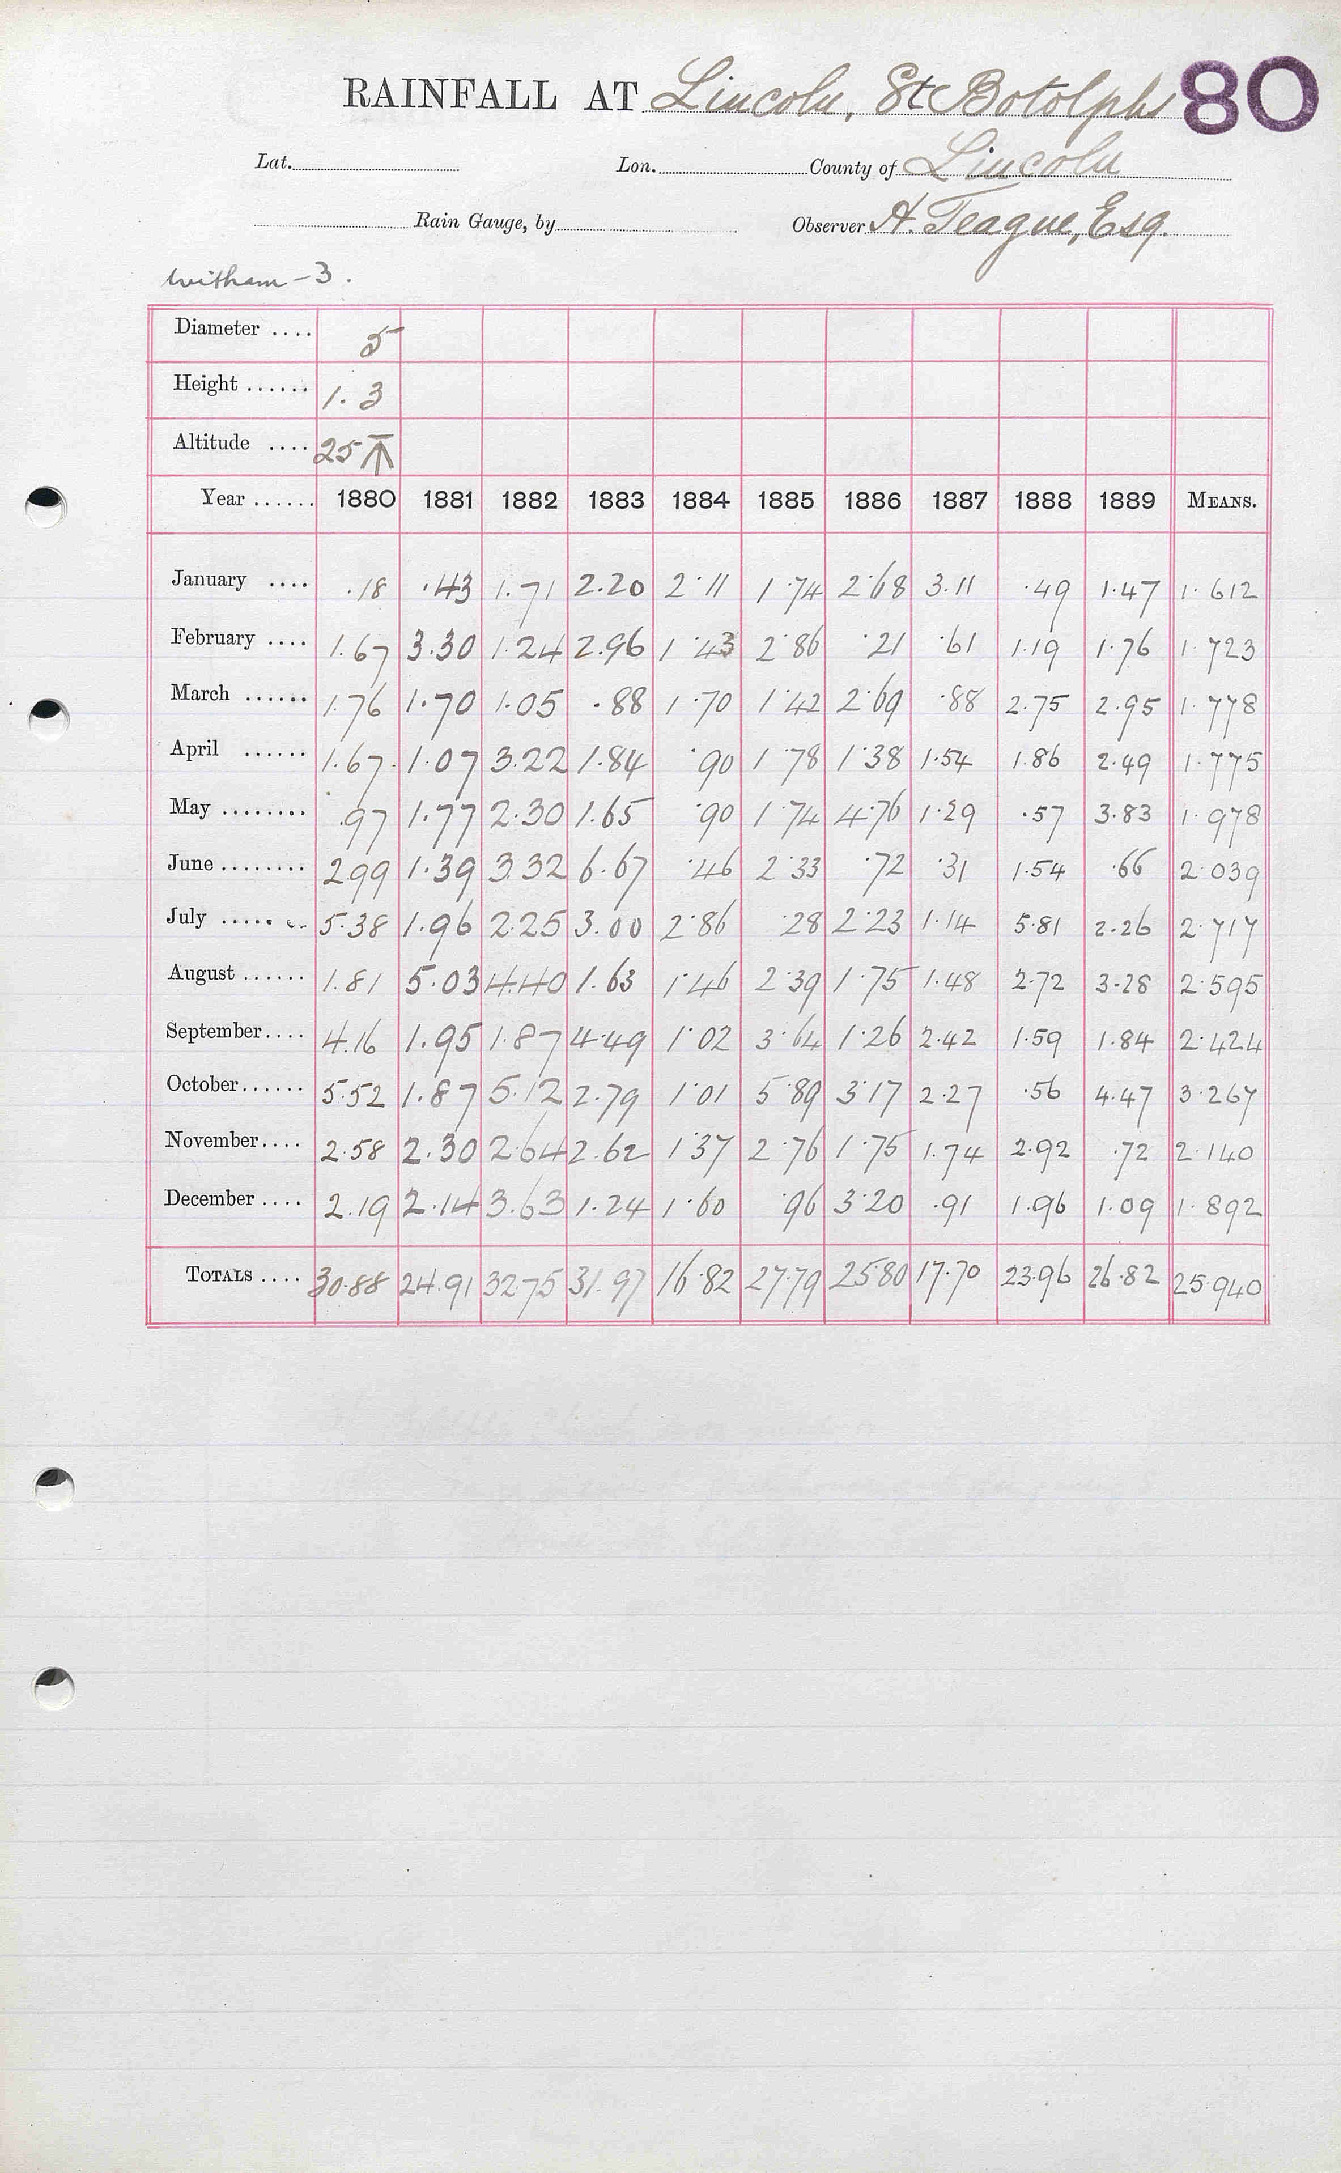 RAINFALL AT Lincoln, St Botolphs 80
Lat. Lon. County of Lincoln
Rain Gauge, by Observer A. Teague, Esq.
Witham – 3.
Diameter .... 5
Height ...... 1.3
Altitude .... 25 ⊼
Year ...... 1880 1881 1882 1883 1884 1885 1886 1887 1888 1889 MEANS.
January .... .18 .43 1.71 2.20 2.11 1.74 2.68 3.11 .49 1.47 1.612
February .... 1.67 3.30 1.24 2.96 1.43 2.86 .21 .61 1.19 1.76 1.723
March ...... 1.76 1.70 1.05 .88 1.70 1.42 2.69 .88 2.75 2.95 1.778
April ...... 1.67 1.07 3.22 1.84 .90 1.78 1.38 1.54 1.86 2.49 1.775
May ........ .97 1.77 2.30 1.65 .90 1.74 4.76 1.29 .57 3.83 1.978
June ........ 2.99 1.39 3.32 6.67 .46 2.33 .72 .31 1.54 .66 2.039
July ........ 5.38 1.96 2.25 3.00 2.86 .28 2.23 1.14 5.81 2.26 2.717
August ...... 1.81 5.03 4.40 1.63 1.46 2.39 1.75 1.48 2.72 3.28 2.595
September.... 4.16 1.95 1.87 4.49 1.02 3.64 1.26 2.42 1.59 1.84 2.424
October...... 5.52 1.87 5.12 2.79 1.01 5.89 3.17 2.27 .56 4.47 3.267
November.... 2.58 2.30 2.64 2.62 1.37 2.76 1.75 1.74 2.92 .72 2.140
December .... 2.19 2.14 3.63 1.24 1.60 .96 3.20 .91 1.96 1.09 1.892
TOTALS .... 30.88 24.91 32.75 31.97 16.82 27.79 25.80 17.70 23.96 26.82 25.940